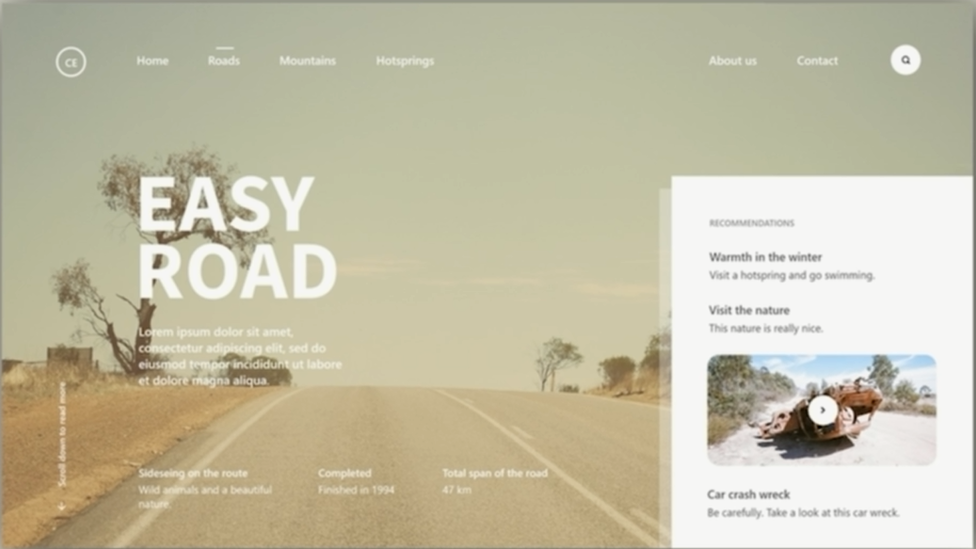 CE
Home
Roads
Mountains
Hotsprings
About us
Contact
EASY
ROAD
Lorem ipsum dolor sit amet,
consectetur adipiscing elit, sed do
eiusmod tempor incididunt ut labore
et dolore magna aliqua.
Scroll down to read more
Sideseing on the route
Wild animals and a beautiful
nature.
Completed
Finished in 1994
Total span of the road
47 km
RECOMMENDATIONS
Warmth in the winter
Visit a hotspring and go swimming.
Visit the nature
This nature is really nice.
Car crash wreck
Be carefully. Take a look at this car wreck.